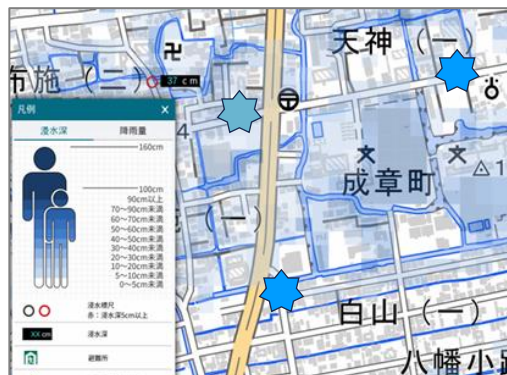 天神（一）
布施（二）
37 cm
凡例 X
浸水深 降雨量
160cm
100cm
90cm以上
70～90cm未満
60～70cm未満
50～60cm未満
40～50cm未満
30～40cm未満
20～30cm未満
10～20cm未満
5～10cm未満
0～5cm未満
浸水標尺
赤：浸水深5cm以上
XX cm 浸水深
避難所
4
成章町
1
（一）
白山（一）
八幡小路